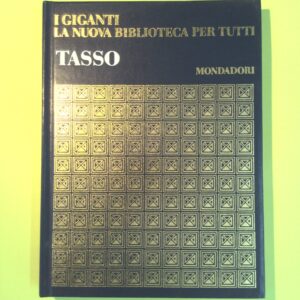 I GIGANTI
LA NUOVA BIBLIOTECA PER TUTTI
TASSO
MONDADORI